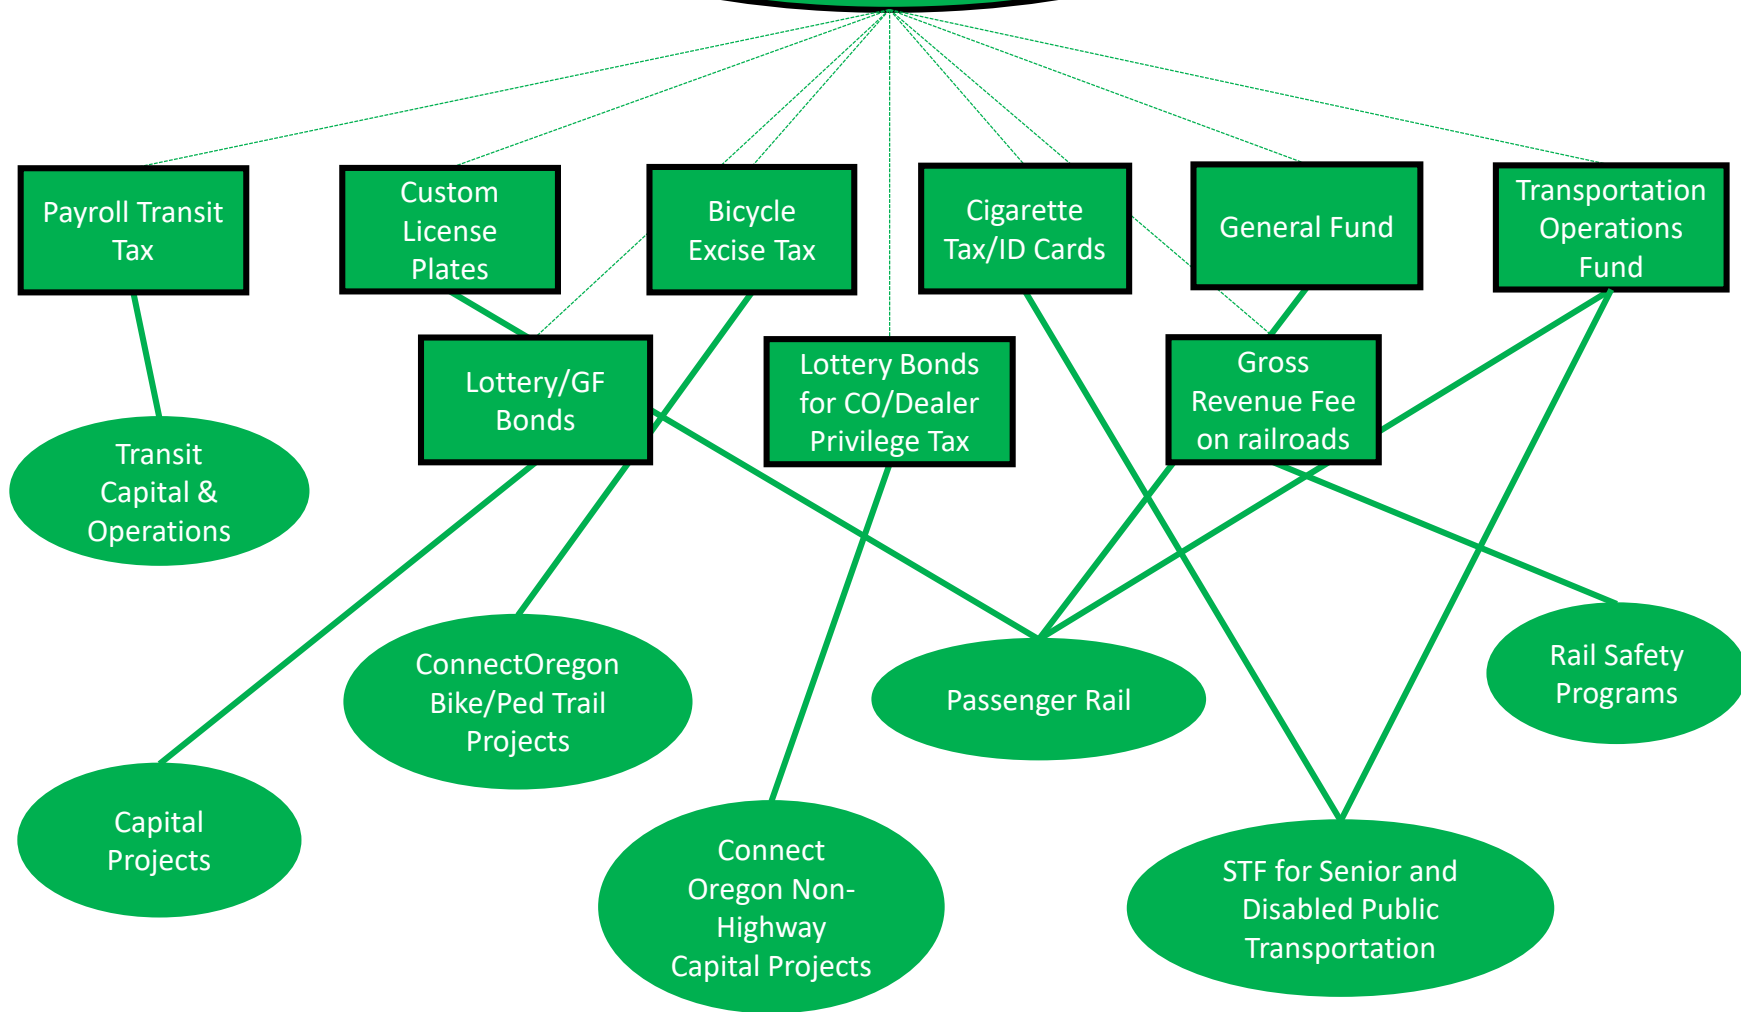 Payroll Transit
Tax
Custom
License
Plates
Bicycle
Excise Tax
Cigarette
Tax/ID Cards
General Fund
Transportation
Operations
Fund
Lottery/GF
Bonds
Lottery Bonds
for CO/Dealer
Privilege Tax
Gross
Revenue Fee
on railroads
Transit
Capital &
Operations
ConnectOregon
Bike/Ped Trail
Projects
Passenger Rail
Rail Safety
Programs
Capital
Projects
Connect
Oregon Non-
Highway
Capital Projects
STF for Senior and
Disabled Public
Transportation